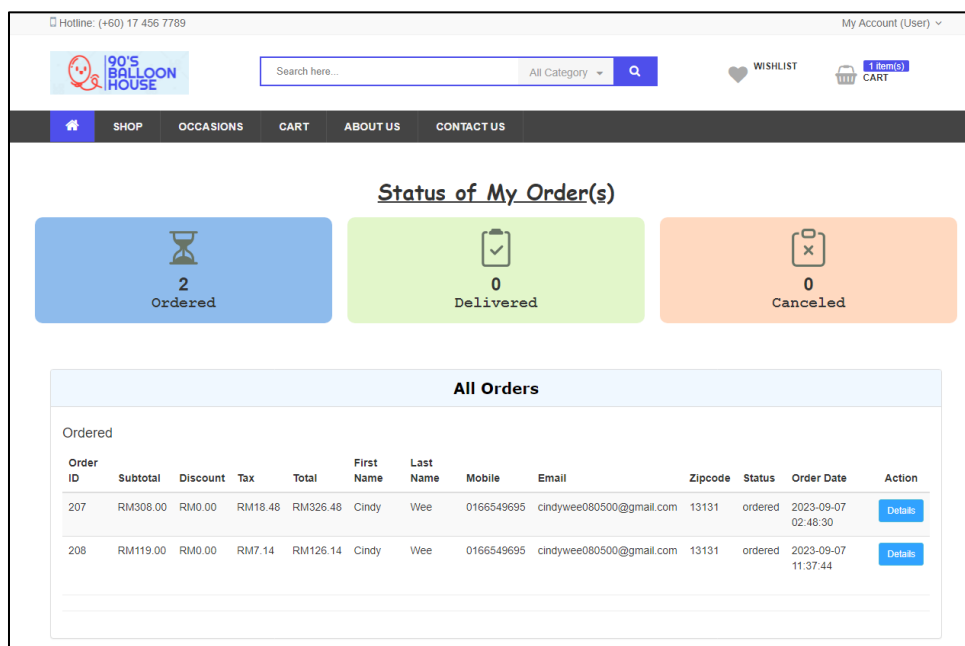 Hotline: (+60) 17 456 7789
My Account (User)
90'S
BALLOON
HOUSE
Search here...
All Category
WISHLIST
1 item(s)
CART
SHOP OCCASIONS CART ABOUT US CONTACT US
Status of My Order(s)
2
Ordered
0
Delivered
0
Canceled
All Orders
Ordered
Order ID Subtotal Discount Tax Total First Name Last Name Mobile Email Zipcode Status Order Date Action
207 RM308.00 RM0.00 RM18.48 RM326.48 Cindy Wee 0166549695 cindywee080500@gmail.com 13131 ordered 2023-09-07 02:48:30 Details
208 RM119.00 RM0.00 RM7.14 RM126.14 Cindy Wee 0166549695 cindywee080500@gmail.com 13131 ordered 2023-09-07 11:37:44 Details